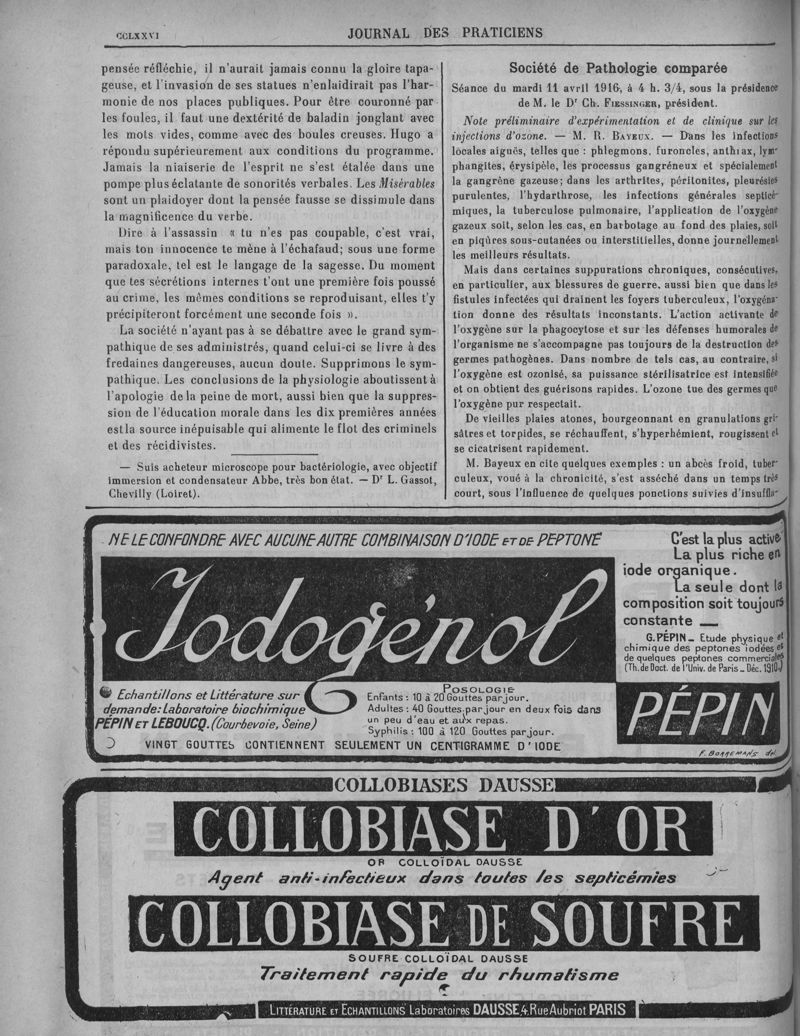 CCLXXVI
JOURNAL DES PRATICIENS
pensée réfléchie, il n'aurait jamais connu la gloire tapa-
geuse, et l'invasion de ses statues n'enlaidirait pas l'har-
monie de nos places publiques. Pour être couronné par
les foules, il faut une dextérité de baladin jonglant avec
les mots vides, comme avec des boules creuses. Hugo a
répondu supérieurement aux conditions du programme.
Jamais la niaiserie de l'esprit ne s'est étalée dans une
pompe plus éclatante de sonorités verbales. Les Misérables
sont un plaidoyer dont la pensée fausse se dissimule dans
la magnificence du verbe.
Dire à l'assassin « tu n'es pas coupable, c'est vrai,
mais ton innocence te mène à l'échafaud; sous une forme
paradoxale, tel est le langage de la sagesse. Du moment
que tes sécrétions internes t'ont une première fois poussé
au crime, les mêmes conditions se reproduisant, elles t'y
précipiteront forcément une seconde fois ».
La société n'ayant pas à se débattre avec le grand sym-
pathique de ses administrés, quand celui-ci se livre à des
fredaines dangereuses, aucun doute. Supprimons le sym-
pathique. Les conclusions de la physiologie aboutissent à
l'apologie de la peine de mort, aussi bien que la suppres-
sion de l'éducation morale dans les dix premières années
est la source inépuisable qui alimente le flot des criminels
et des récidivistes.
— Suis acheteur microscope pour bactériologie, avec objectif
immersion et condensateur Abbe, très bon état. — Dr L. Gassot,
Chevilly (Loiret).
Société de Pathologie comparée
Séance du mardi 11 avril 1916, à 4 h. 3/4, sous la présidence
de M. le Dr Ch. FIESSINGER, président.
Note préliminaire d'expérimentation et de clinique sur les
injections d'ozone. — M. R. BAYEUX. — Dans les infections
locales aiguës, telles que : phlegmons, furoncles, anthrax, lym-
phangites, érysipèle, les processus gangréneux et spécialement
la gangrène gazeuse; dans les arthrites, péritonites, pleurésies
purulentes, l'hydarthrose, les infections générales septicé-
miques, la tuberculose pulmonaire, l'application de l'oxygène
gazeux soit, selon les cas, en barbotage au fond des plaies, soit
en piqûres sous-cutanées ou interstitielles, donne journellement
les meilleurs résultats.
Mais dans certaines suppurations chroniques, consécutives,
en particulier, aux blessures de guerre, aussi bien que dans les
fistules infectées qui drainent les foyers tuberculeux, l'oxygéna-
tion donne des résultats inconstants. L'action activante de
l'oxygène sur la phagocytose et sur les défenses humorales de
l'organisme ne s'accompagne pas toujours de la destruction des
germes pathogènes. Dans nombre de tels cas, au contraire, si
l'oxygène est ozonisé, sa puissance stérilisatrice est intensifiée
et on obtient des guérisons rapides. L'ozone tue des germes que
l'oxygène pur respectait.
De vieilles plaies atones, bourgeonnant en granulations gri-
sâtres et torpides, se réchauffent, s'hyperhémient, rougissent et
se cicatrisent rapidement.
M. Bayeux en cite quelques exemples : un abcès froid, tuber-
culeux, voué à la chronicité, s'est asséché dans un temps très
court, sous l'influence de quelques ponctions suivies d'insuffla-
NE LE CONFONDRE AVEC AUCUNE AUTRE COMBINAISON D'IODE ET DE PEPTONE
Iodogénol
C'est la plus active
La plus riche en
iode organique.
La seule dont la
composition soit toujours
constante —
G. PÉPIN _ Etude physique et
chimique des peptones iodées et
de quelques peptones commerciales
(Th. de Doct. de l'Univ. de Paris _ Déc. 1910)
PÉPIN
Echantillons et Littérature sur
demande: Laboratoire biochimique
PÉPIN ET LEBOUCQ. (Courbevoie, Seine)
POSOLOGIE
Enfants : 10 à 20 Gouttes par jour.
Adultes : 40 Gouttes par jour en deux fois dans
un peu d'eau et aux repas.
Syphilis : 100 à 120 Gouttes par jour.
VINGT GOUTTES CONTIENNENT SEULEMENT UN CENTIGRAMME D'IODE
F. BORREMANS del.
COLLOBIASES DAUSSE
COLLOBIASE D'OR
OR COLLOÏDAL DAUSSE
Agent anti-infectieux dans toutes les septicémies
COLLOBIASE DE SOUFRE
SOUFRE COLLOÏDAL DAUSSE
Traitement rapide du rhumatisme
LITTÉRATURE ET ECHANTILLONS Laboratoires DAUSSE, 4, Rue Aubriot PARIS